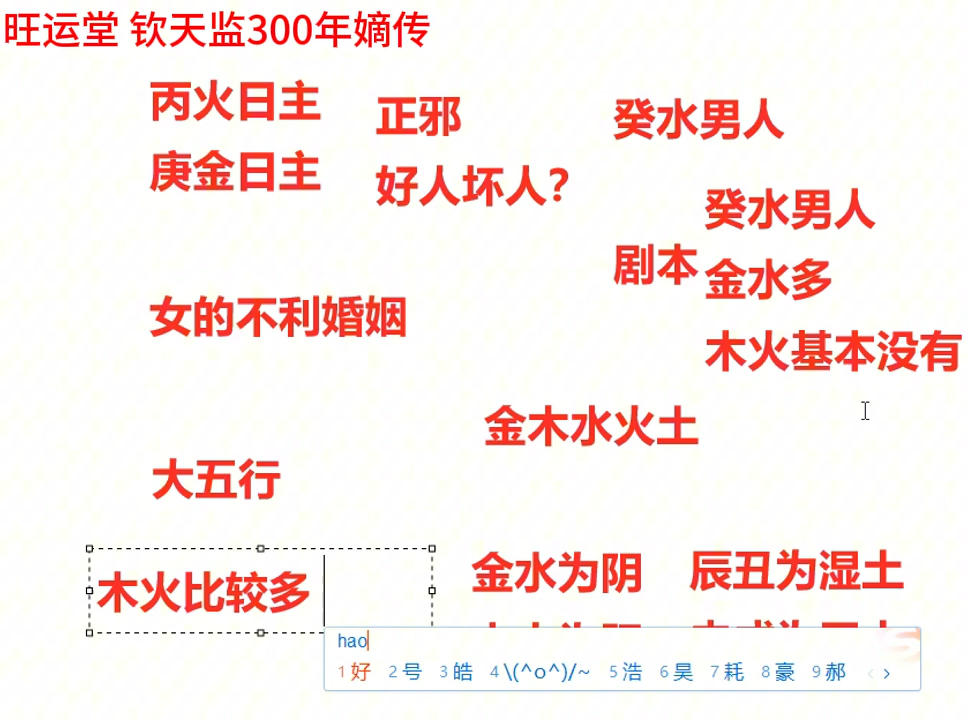 旺运堂 钦天监300年嫡传
丙火日主
正邪
癸水男人
庚金日主
好人坏人?
癸水男人
剧本
金水多
女的不利婚姻
木火基本没有
金木水火土
大五行
金水为阴
辰丑为湿土
木火比较多
hao
1 好 2 号 3 皓 4 \(^o^)/~ 5 浩 6 昊 7 耗 8 豪 9 郝